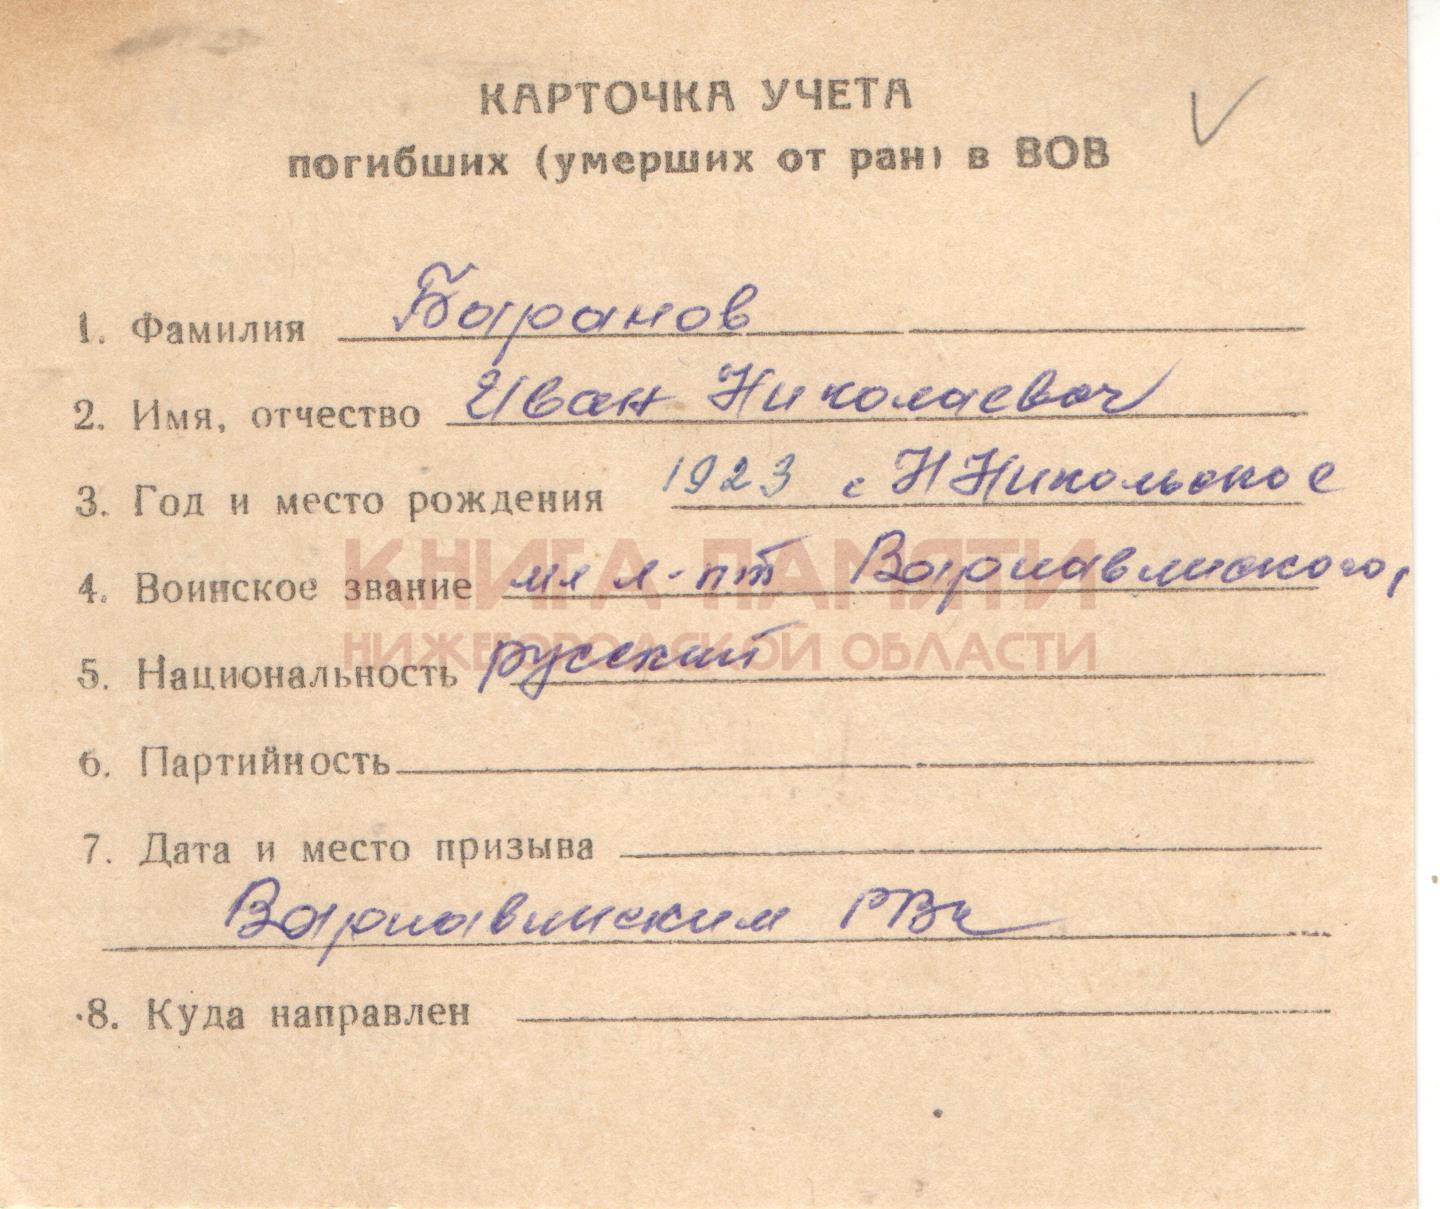 КАРТОЧКА УЧЕТА
погибших (умерших от ран) в ВОВ
1. Фамилия Баранов
2. Имя, отчество Иван Николаевич
3. Год и место рождения 1923 с Н Никольское
4. Воинское звание мл л-нт Варнавинского,
КНИГА ПАМЯТИ
НИЖЕГОРОДСКОЙ ОБЛАСТИ
5. Национальность русский
6. Партийность
7. Дата и место призыва
Варнавинским РВк
8. Куда направлен